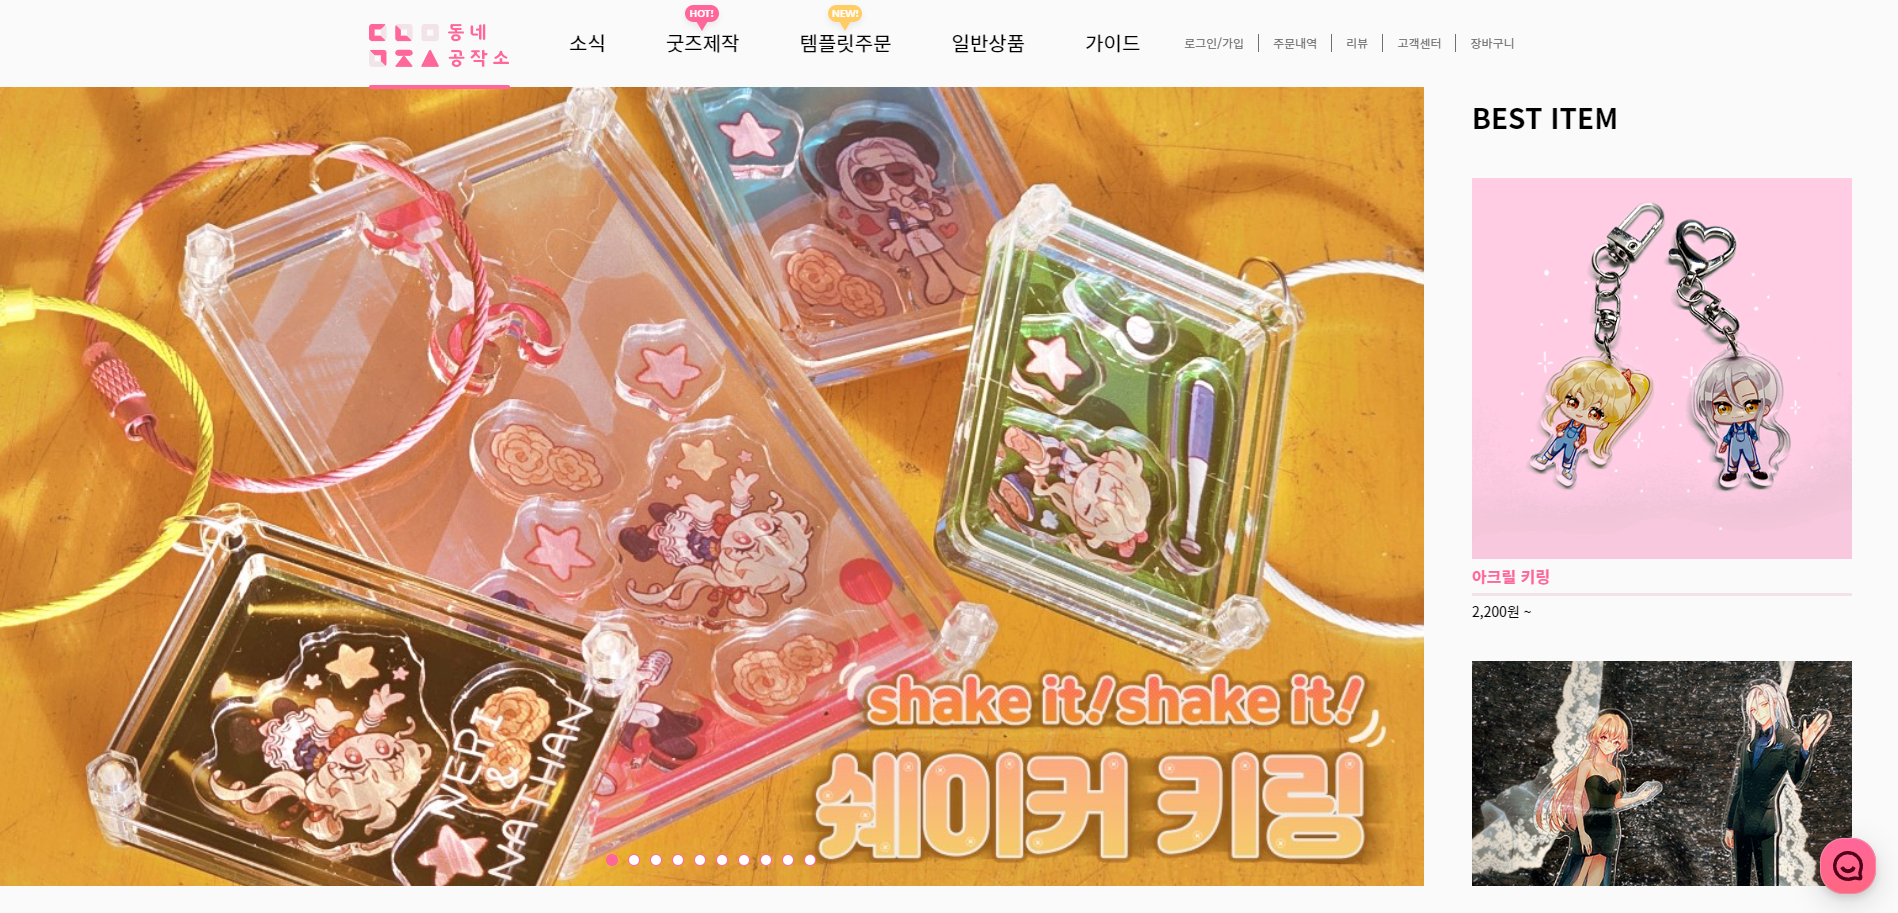 동네
공작소
소식
HOT!
굿즈제작
NEW!
템플릿주문
일반상품
가이드
로그인/가입
주문내역
리뷰
고객센터
장바구니
NEPI
&
NATHAN
shake it! shake it!
쉐이커 키링
BEST ITEM
아크릴 키링
2,200원 ~